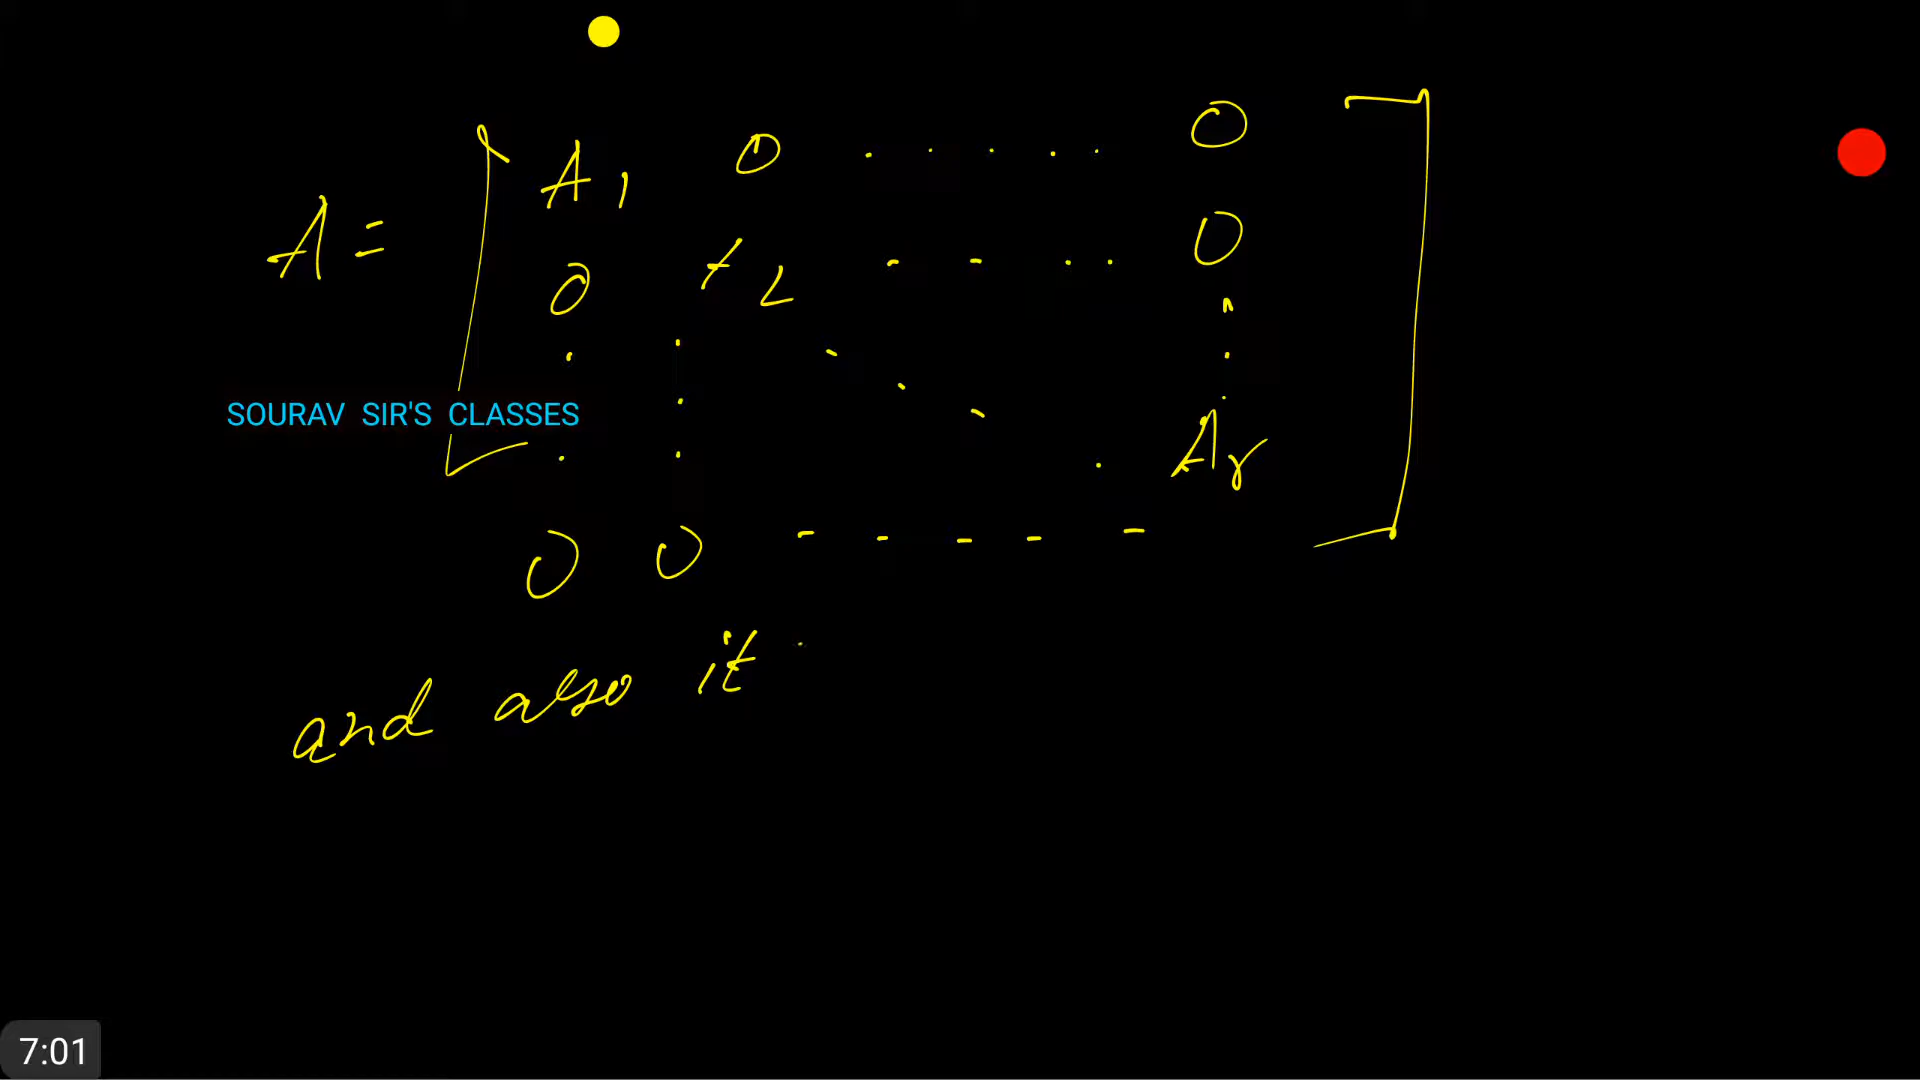 A1 0 . . . . . 0
A = 0 A2 - - . . 0
SOURAV SIR'S CLASSES
. . . Ar
0 0 - - - - -
and also it
7:01